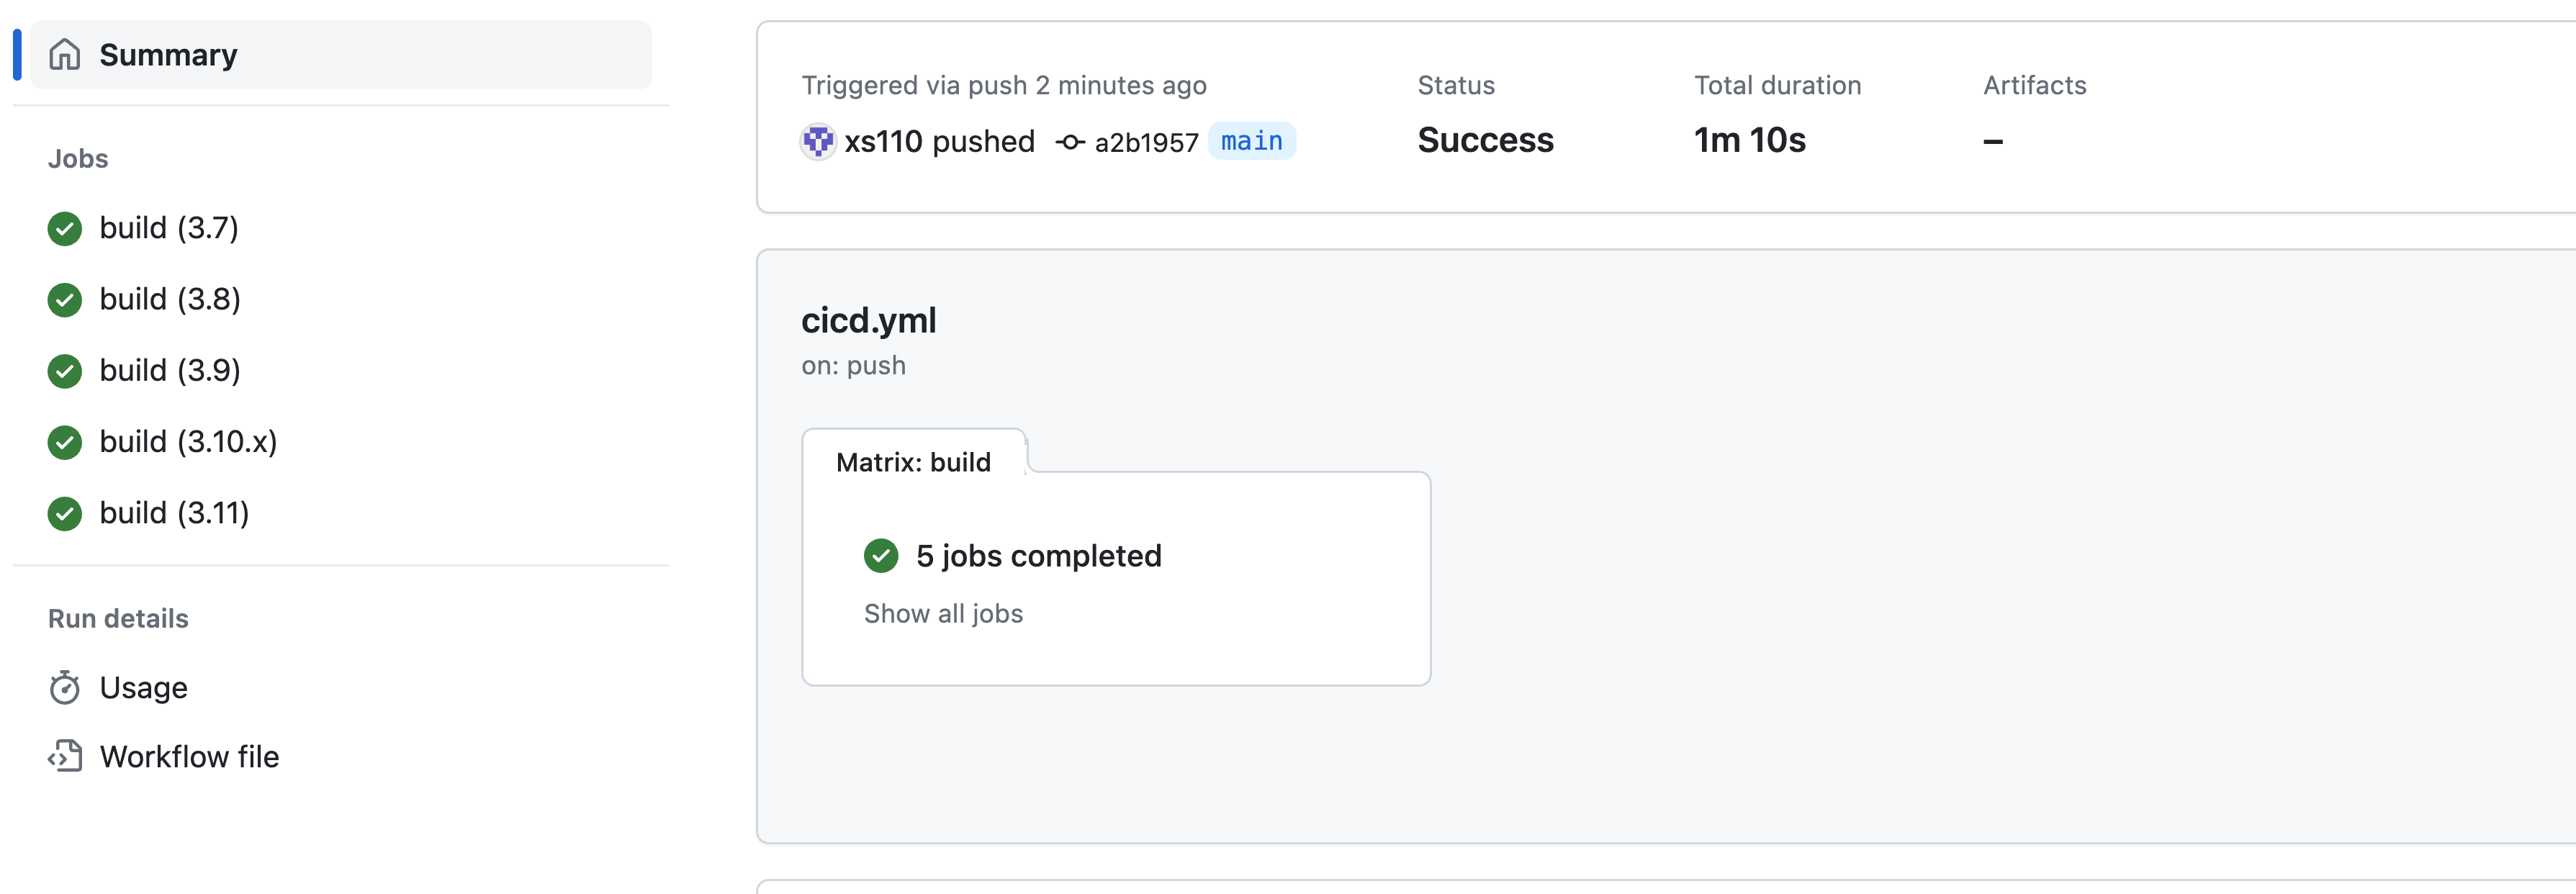 Summary
Jobs
build (3.7)
build (3.8)
build (3.9)
build (3.10.x)
build (3.11)
Run details
Usage
Workflow file
Triggered via push 2 minutes ago
xs110 pushed a2b1957 main
Status
Success
Total duration
1m 10s
Artifacts
–
cicd.yml
on: push
Matrix: build
5 jobs completed
Show all jobs